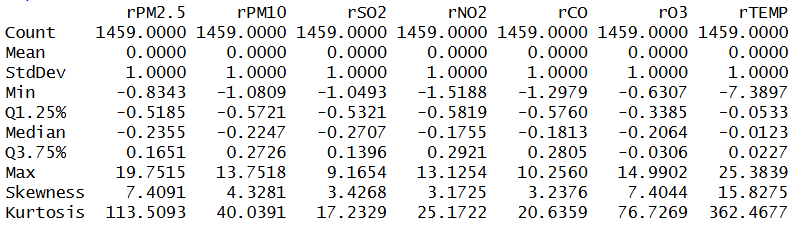 rPM2.5 rPM10 rSO2 rNO2 rCO rO3 rTEMP
Count 1459.0000 1459.0000 1459.0000 1459.0000 1459.0000 1459.0000 1459.0000
Mean 0.0000 0.0000 0.0000 0.0000 0.0000 0.0000 0.0000
StdDev 1.0000 1.0000 1.0000 1.0000 1.0000 1.0000 1.0000
Min -0.8343 -1.0809 -1.0493 -1.5188 -1.2979 -0.6307 -7.3897
Q1.25% -0.5185 -0.5721 -0.5321 -0.5819 -0.5760 -0.3385 -0.0533
Median -0.2355 -0.2247 -0.2707 -0.1755 -0.1813 -0.2064 -0.0123
Q3.75% 0.1651 0.2726 0.1396 0.2921 0.2805 -0.0306 0.0227
Max 19.7515 13.7518 9.1654 13.1254 10.2560 14.9902 25.3839
Skewness 7.4091 4.3281 3.4268 3.1725 3.2376 7.4044 15.8275
Kurtosis 113.5093 40.0391 17.2329 25.1722 20.6359 76.7269 362.4677